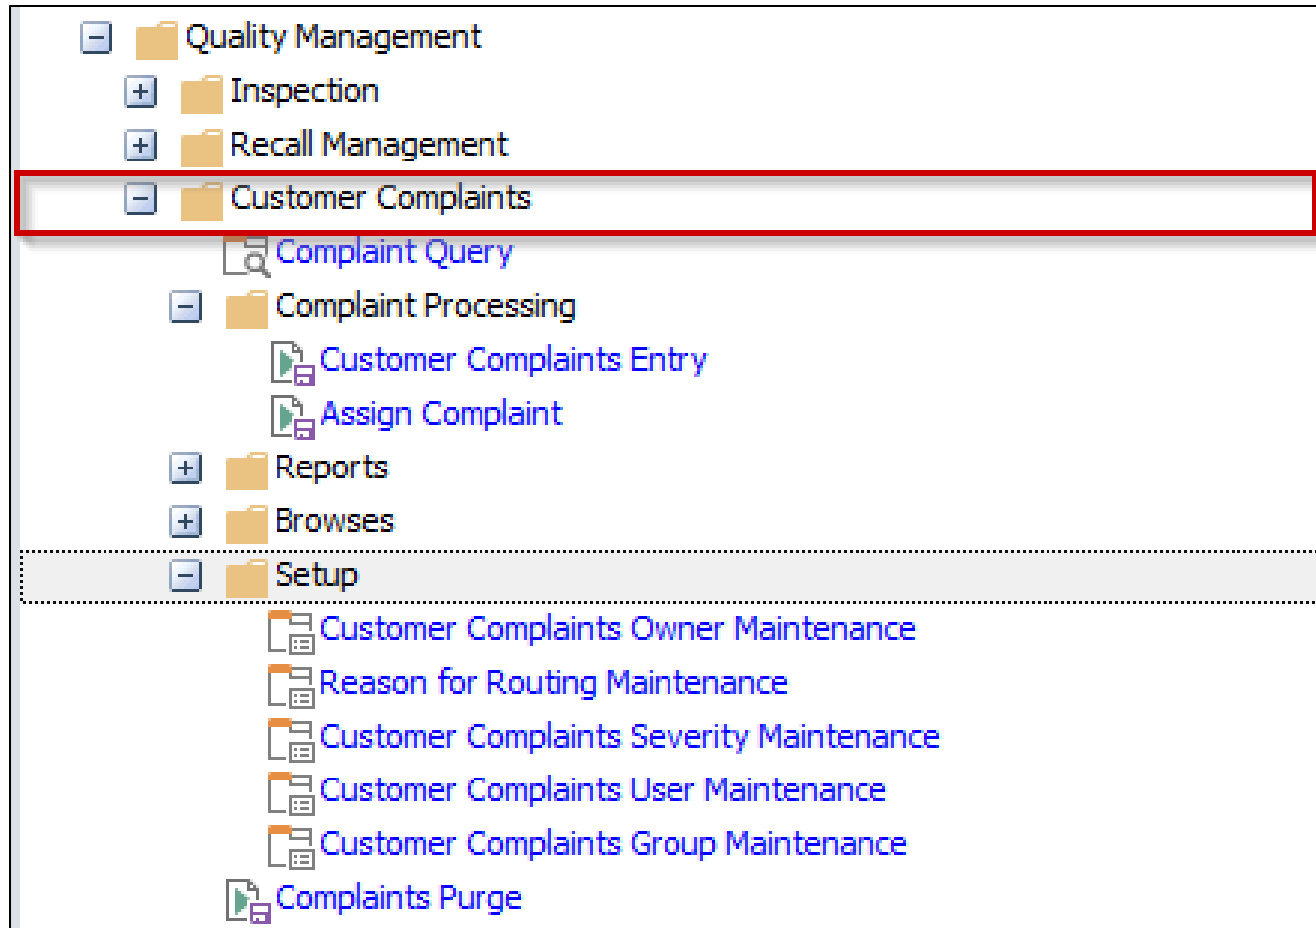 Quality Management
Inspection
Recall Management
Customer Complaints
Complaint Query
Complaint Processing
Customer Complaints Entry
Assign Complaint
Reports
Browses
Setup
Customer Complaints Owner Maintenance
Reason for Routing Maintenance
Customer Complaints Severity Maintenance
Customer Complaints User Maintenance
Customer Complaints Group Maintenance
Complaints Purge